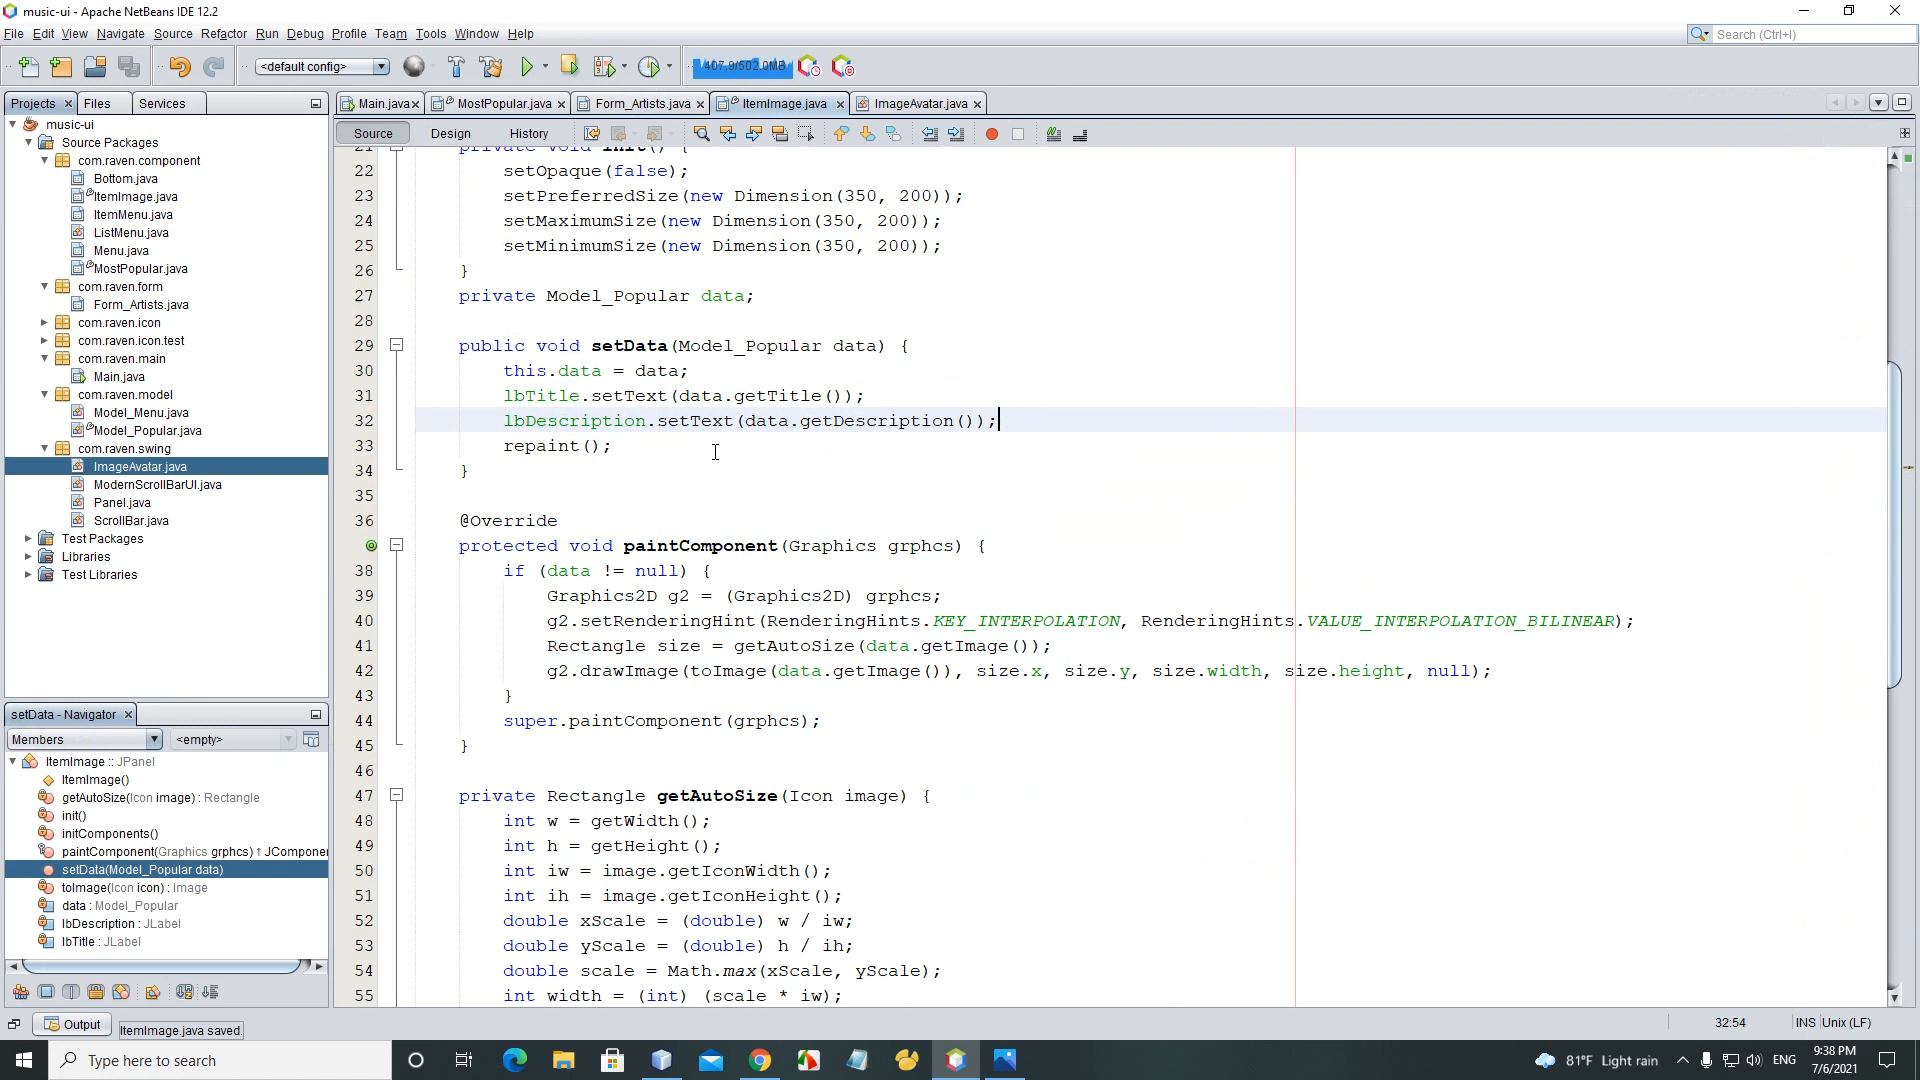 music-ui - Apache NetBeans IDE 12.2
File Edit View Navigate Source Refactor Run Debug Profile Team Tools Window Help
Search (Ctrl+I)
<default config>
407.9/502.0MB
Projects Files Services
Main.java MostPopular.java Form_Artists.java ItemImage.java ImageAvatar.java
Source Design History
music-ui
Source Packages
com.raven.component
Bottom.java
ItemImage.java
ItemMenu.java
ListMenu.java
Menu.java
MostPopular.java
com.raven.form
Form_Artists.java
com.raven.icon
com.raven.icon.test
com.raven.main
Main.java
com.raven.model
Model_Menu.java
Model_Popular.java
com.raven.swing
ImageAvatar.java
ModernScrollBarUI.java
Panel.java
ScrollBar.java
Test Packages
Libraries
Test Libraries
21 private void init() {
22 setOpaque(false);
23 setPreferredSize(new Dimension(350, 200));
24 setMaximumSize(new Dimension(350, 200));
25 setMinimumSize(new Dimension(350, 200));
26 }
27 private Model_Popular data;
28
29 public void setData(Model_Popular data) {
30 this.data = data;
31 lbTitle.setText(data.getTitle());
32 lbDescription.setText(data.getDescription());
33 repaint();
34 }
35
36 @Override
protected void paintComponent(Graphics grphcs) {
38 if (data != null) {
39 Graphics2D g2 = (Graphics2D) grphcs;
40 g2.setRenderingHint(RenderingHints.KEY_INTERPOLATION, RenderingHints.VALUE_INTERPOLATION_BILINEAR);
41 Rectangle size = getAutoSize(data.getImage());
42 g2.drawImage(toImage(data.getImage()), size.x, size.y, size.width, size.height, null);
43 }
44 super.paintComponent(grphcs);
45 }
46
47 private Rectangle getAutoSize(Icon image) {
48 int w = getWidth();
49 int h = getHeight();
50 int iw = image.getIconWidth();
51 int ih = image.getIconHeight();
52 double xScale = (double) w / iw;
53 double yScale = (double) h / ih;
54 double scale = Math.max(xScale, yScale);
55 int width = (int) (scale * iw);
setData - Navigator
Members <empty>
ItemImage :: JPanel
ItemImage()
getAutoSize(Icon image) : Rectangle
init()
initComponents()
paintComponent(Graphics grphcs) ↑ JCompone
setData(Model_Popular data)
toImage(Icon icon) : Image
data : Model_Popular
lbDescription : JLabel
lbTitle : JLabel
Output
ItemImage.java saved.
32:54 INS Unix (LF)
Type here to search
81°F Light rain
ENG
9:38 PM
7/6/2021